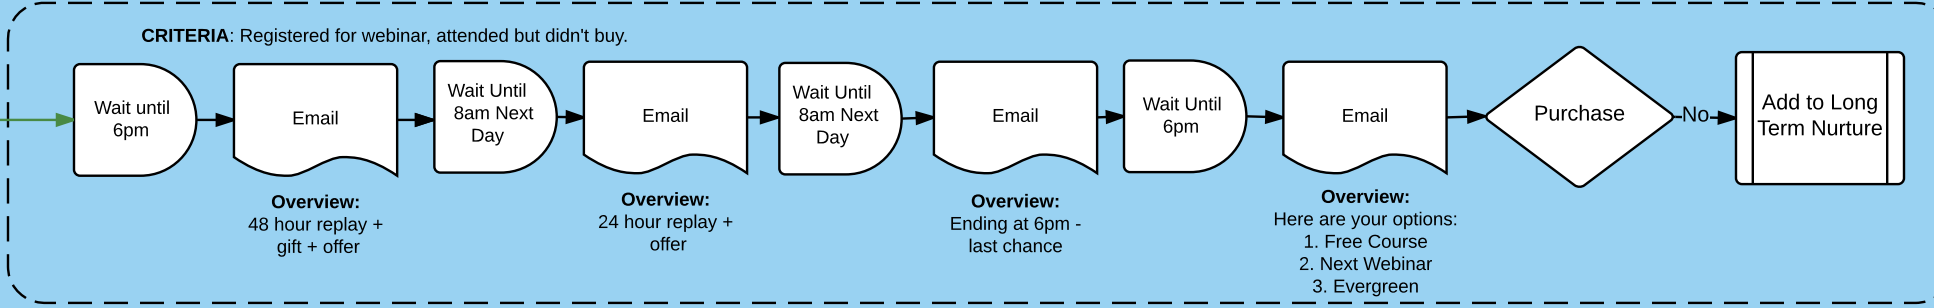 CRITERIA: Registered for webinar, attended but didn't buy.
Wait until
6pm
Email
Overview:
48 hour replay +
gift + offer
Wait Until
8am Next
Day
Email
Overview:
24 hour replay +
offer
Wait Until
8am Next
Day
Email
Overview:
Ending at 6pm -
last chance
Wait Until
6pm
Email
Overview:
Here are your options:
1. Free Course
2. Next Webinar
3. Evergreen
Purchase
No
Add to Long
Term Nurture